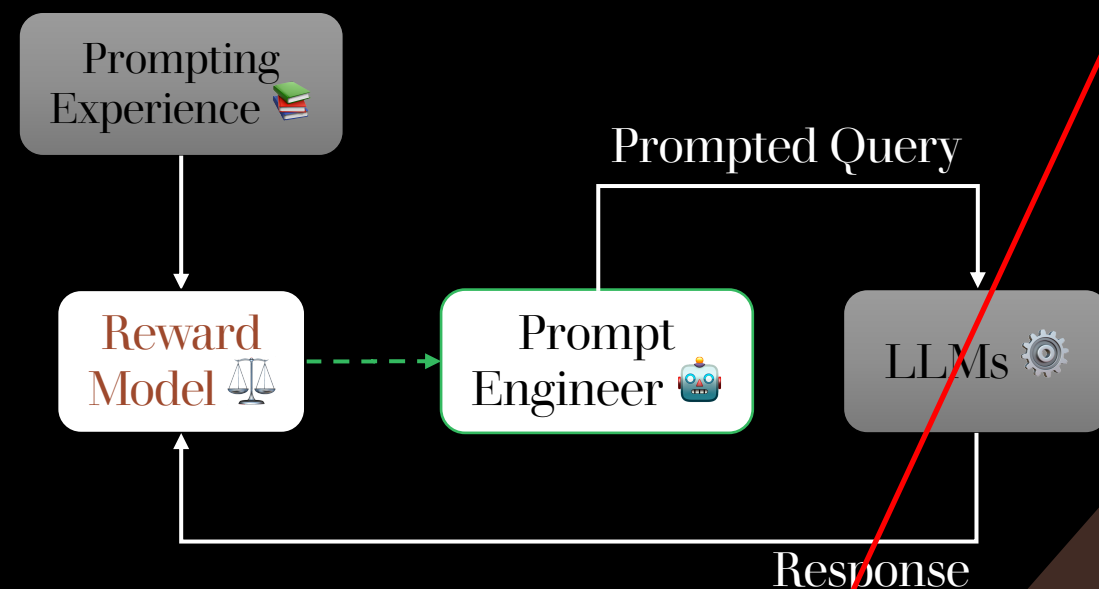 Prompting
Experience 📚
Prompted Query
Reward
Model ⚖️
Prompt
Engineer 🤖
LLMs ⚙️
Response